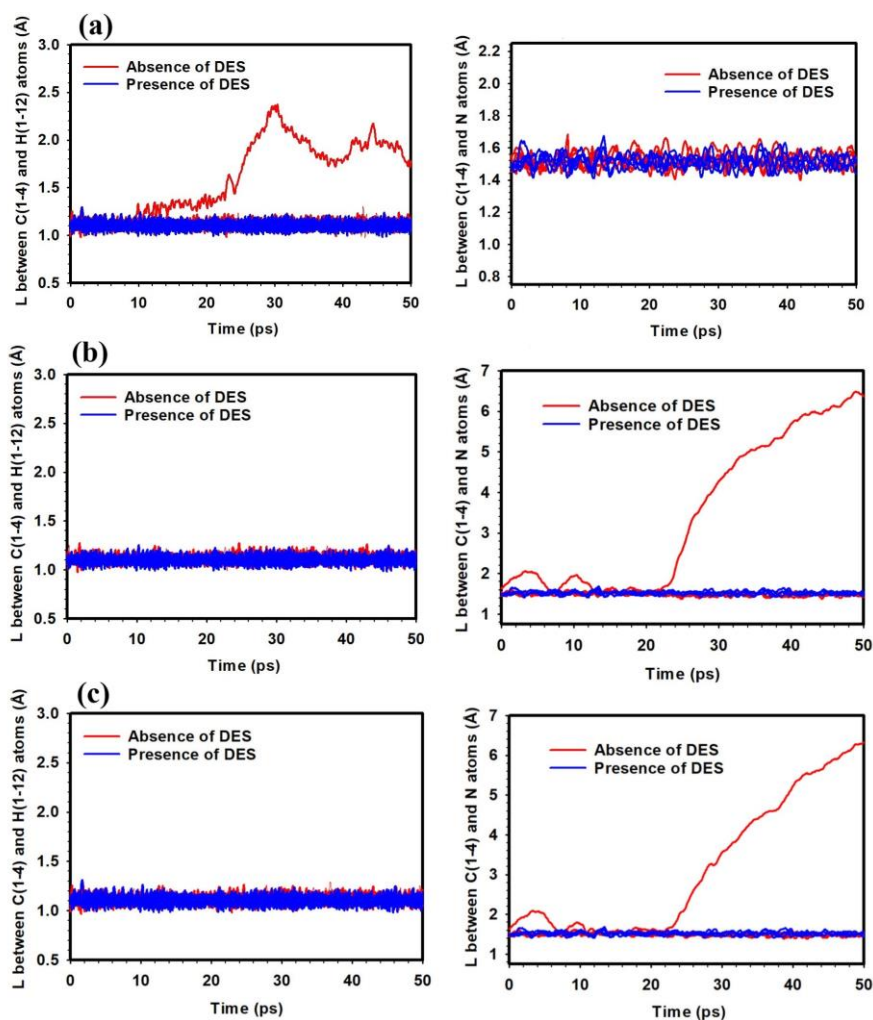 (a)
L between C(1-4) and H(1-12) atoms (Å)
3.0
2.5
2.0
1.5
1.0
0.5
Absence of DES
Presence of DES
0 10 20 30 40 50
Time (ps)
L between C(1-4) and N atoms (Å)
2.2
2.0
1.8
1.6
1.4
1.2
1.0
0.8
Absence of DES
Presence of DES
0 10 20 30 40 50
Time (ps)
(b)
L between C(1-4) and H(1-12) atoms (Å)
3.0
2.5
2.0
1.5
1.0
0.5
Absence of DES
Presence of DES
0 10 20 30 40 50
Time (ps)
L between C(1-4) and N atoms (Å)
7
6
5
4
3
2
1
Absence of DES
Presence of DES
0 10 20 30 40 50
Time (ps)
(c)
L between C(1-4) and H(1-12) atoms (Å)
3.0
2.5
2.0
1.5
1.0
0.5
Absence of DES
Presence of DES
0 10 20 30 40 50
Time (ps)
L between C(1-4) and N atoms (Å)
7
6
5
4
3
2
1
Absence of DES
Presence of DES
0 10 20 30 40 50
Time (ps)